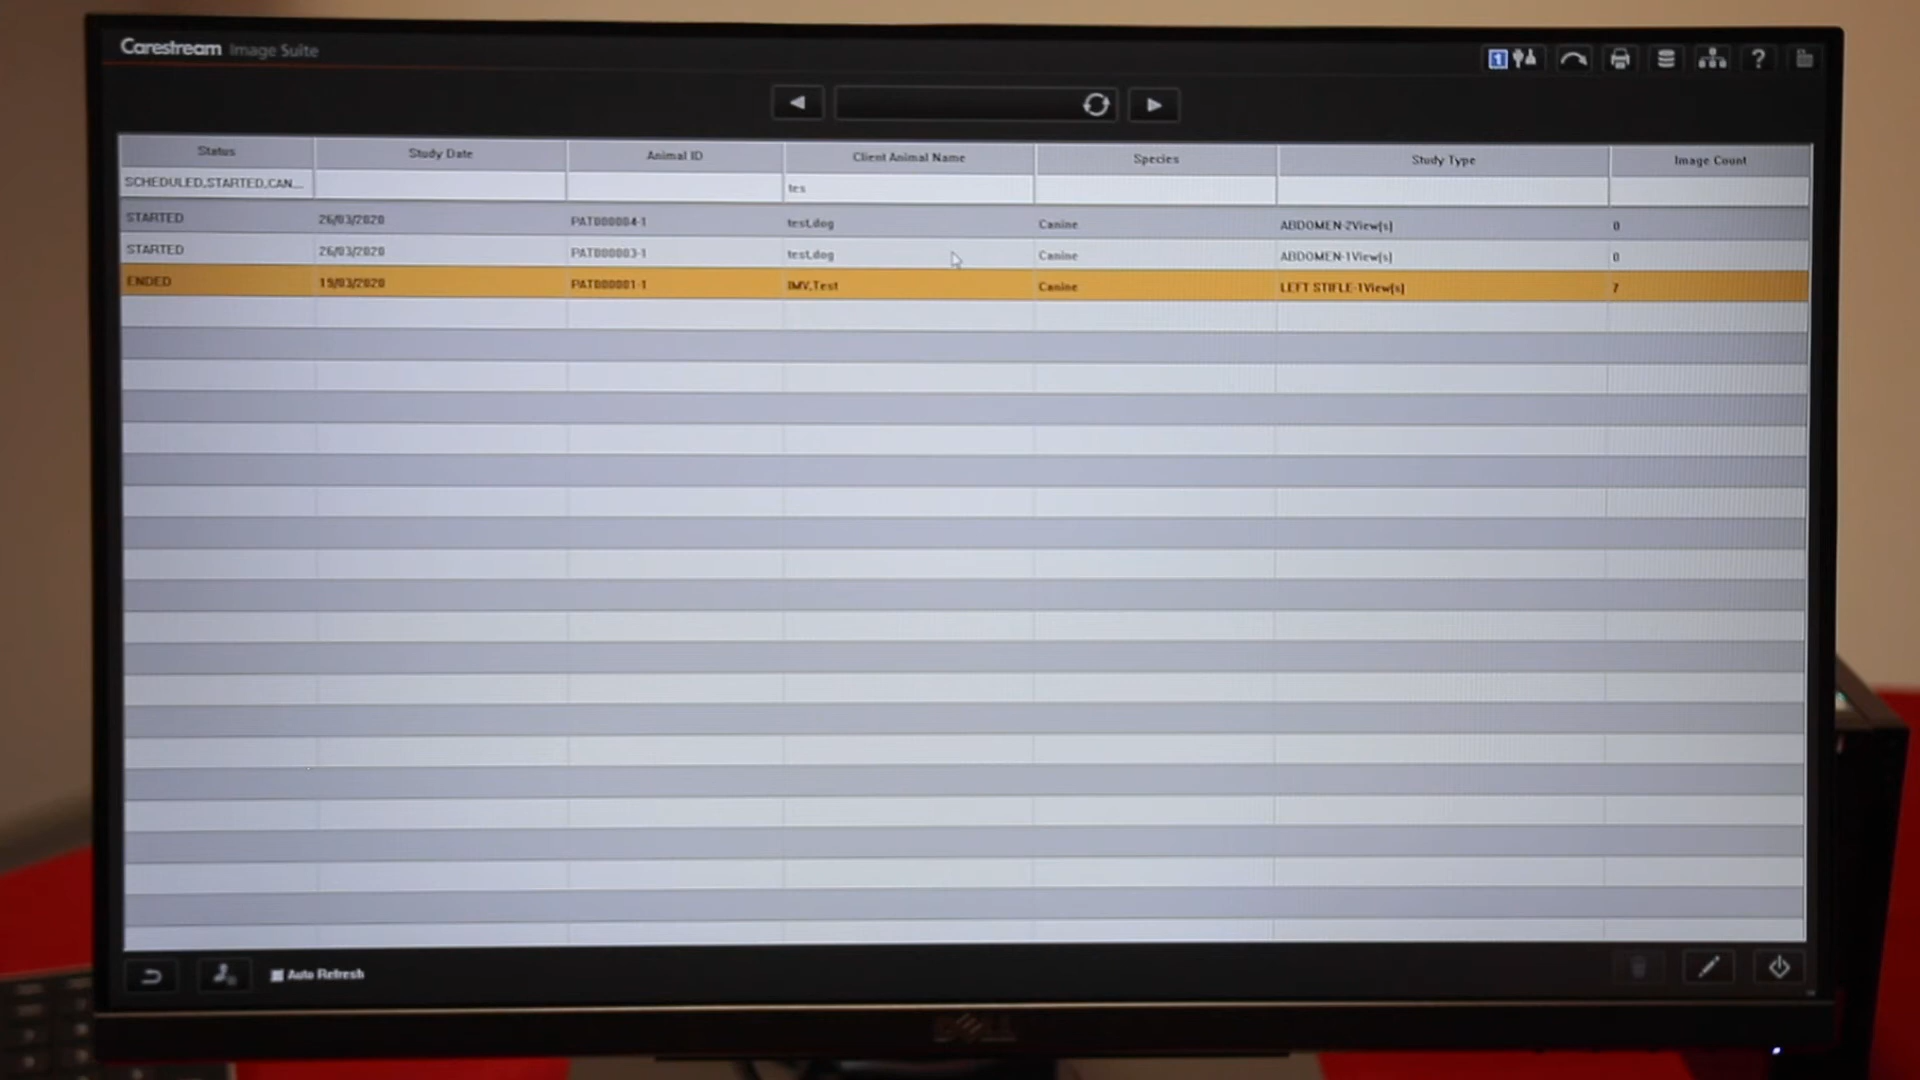 Carestream Image Suite
1
?
Status Study Date Animal ID Client Animal Name Species Study Type Image Count
SCHEDULED,STARTED,CAN... tes
STARTED 26/03/2020 PAT000004-1 test,dog Canine ABDOMEN-2View(s) 0
STARTED 26/03/2020 PAT000003-1 test,dog Canine ABDOMEN-1View(s) 0
ENDED 19/03/2020 PAT000001-1 IMV,Test Canine LEFT STIFLE-1View(s) 7
Auto Refresh
DELL